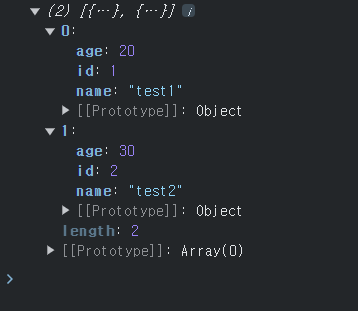 (2) [{…}, {…}] i
0:
age: 20
id: 1
name: "test1"
[[Prototype]]: Object
1:
age: 30
id: 2
name: "test2"
[[Prototype]]: Object
length: 2
[[Prototype]]: Array(0)